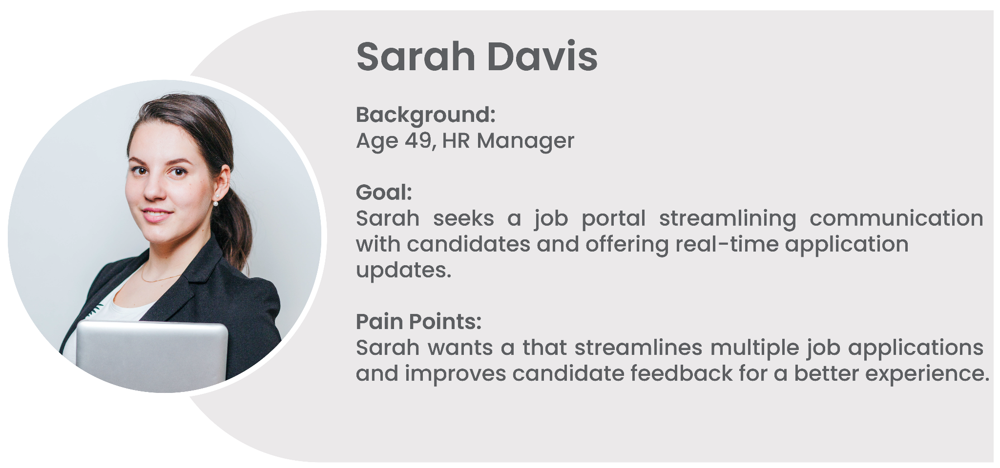 Sarah Davis
Background:
Age 49, HR Manager
Goal:
Sarah seeks a job portal streamlining communication
with candidates and offering real-time application
updates.
Pain Points:
Sarah wants a that streamlines multiple job applications
and improves candidate feedback for a better experience.